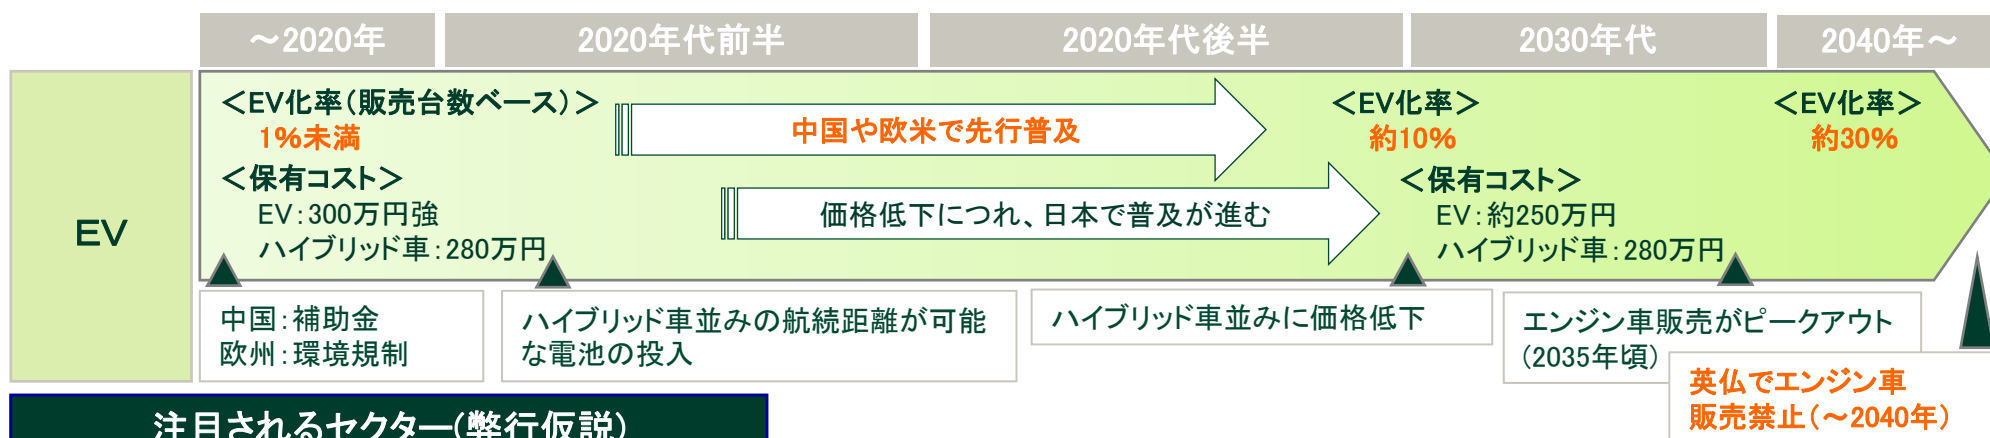 ～2020年
2020年代前半
2020年代後半
2030年代
2040年～
EV
＜EV化率（販売台数ベース）＞
1%未満
＜保有コスト＞
EV：300万円強
ハイブリッド車：280万円
中国や欧米で先行普及
価格低下につれ、日本で普及が進む
＜EV化率＞
約10%
＜保有コスト＞
EV：約250万円
ハイブリッド車：280万円
＜EV化率＞
約30%
中国：補助金
欧州：環境規制
ハイブリッド車並みの航続距離が可能
な電池の投入
ハイブリッド車並みに価格低下
エンジン車販売がピークアウト
（2035年頃）
英仏でエンジン車
販売禁止（～2040年）
注目されるセクター（弊行仮説）